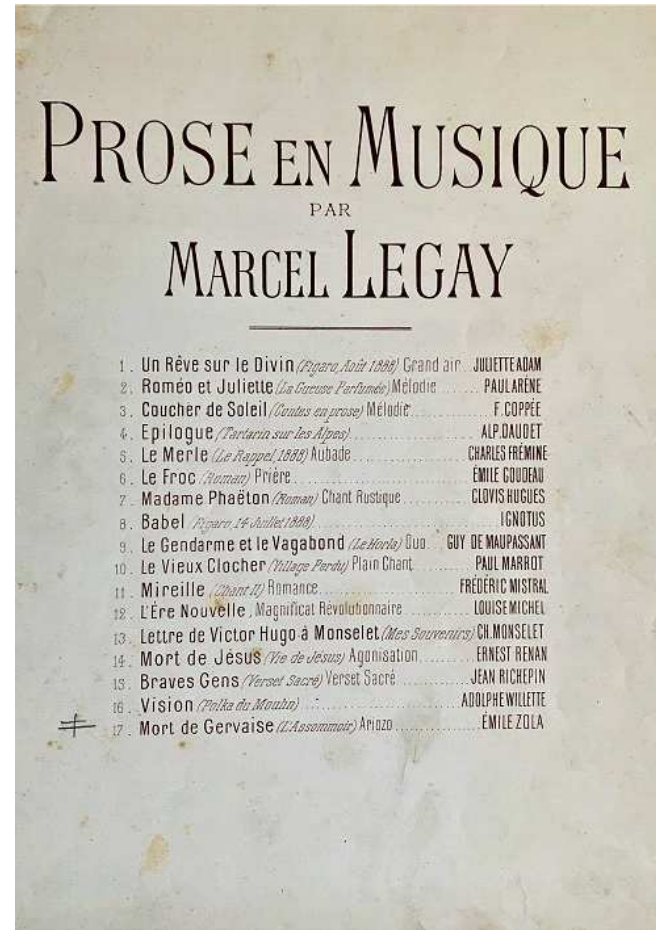 PROSE EN MUSIQUE
PAR
MARCEL LEGAY
1. Un Rêve sur le Divin (Figaro, Août 1888) Grand air.. JULIETTE ADAM
2. Roméo et Juliette (La Gueuse Parfumée) Mélodie ...... PAUL ARÈNE
3. Coucher de Soleil (Contes en prose) Mélodie ............ F. COPPÉE
4. Epilogue (Tartarin sur les Alpes) .................. ALP. DAUDET
5. Le Merle (Le Rappel, 1888) Aubade ................. CHARLES FRÉMINE
6. Le Froc (Roman) Prière ......................... ÉMILE GOUDEAU
7. Madame Phaëton (Roman) Chant Rustique .......... CLOVIS HUGUES
8. Babel (Figaro, 14 Juillet 1888) ........................ IGNOTUS
9. Le Gendarme et le Vagabond (Le Horla) Duo... GUY DE MAUPASSANT
10. Le Vieux Clocher (Village Perdu) Plain Chant ........ PAUL MARROT
11. Mireille (Chant II) Romance .................. FRÉDÉRIC MISTRAL
12. L'Ère Nouvelle, Magnificat Révolutionnaire ........ LOUISE MICHEL
13. Lettre de Victor Hugo à Monselet (Mes Souvenirs) CH. MONSELET
14. Mort de Jésus (Vie de Jésus) Agonisation ........ ERNEST RENAN
15. Braves Gens (Verset Sacré) Verset Sacré .......... JEAN RICHEPIN
16. Vision (Polka du Moulin) .................... ADOLPHE WILLETTE
17. Mort de Gervaise (L'Assommoir) Ariozo ............ ÉMILE ZOLA